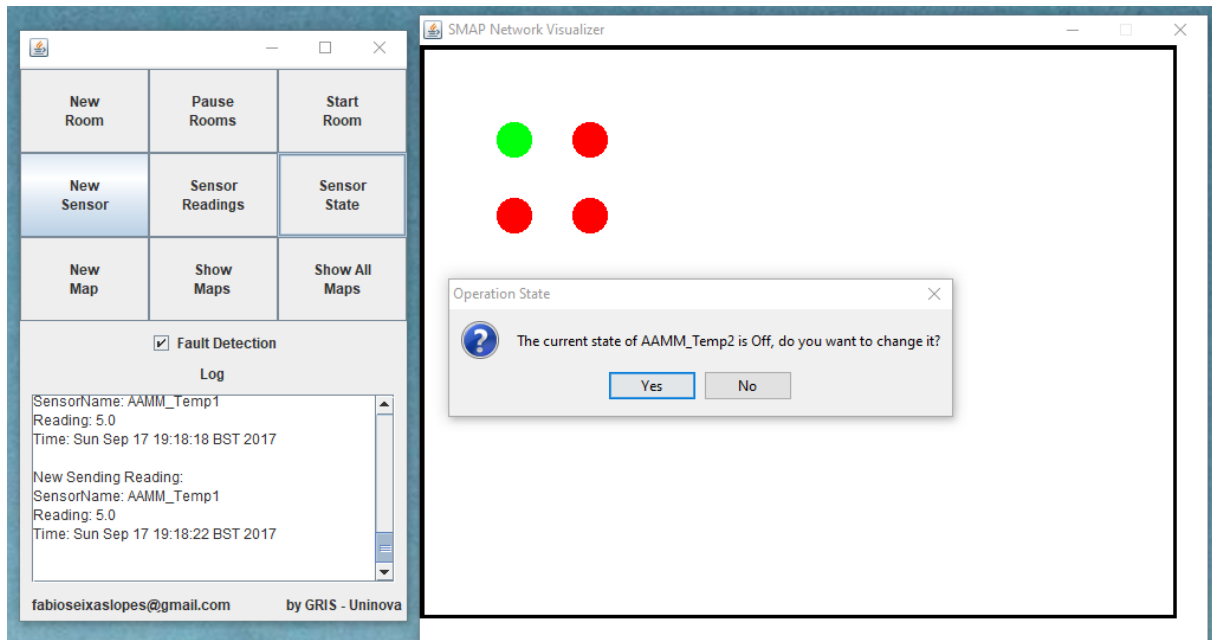 SMAP Network Visualizer
New
Room
Pause
Rooms
Start
Room
New
Sensor
Sensor
Readings
Sensor
State
New
Map
Show
Maps
Show All
Maps
Fault Detection
Log
SensorName: AAMM_Temp1
Reading: 5.0
Time: Sun Sep 17 19:18:18 BST 2017
New Sending Reading:
SensorName: AAMM_Temp1
Reading: 5.0
Time: Sun Sep 17 19:18:22 BST 2017
fabioseixaslopes@gmail.com
by GRIS - Uninova
Operation State
The current state of AAMM_Temp2 is Off, do you want to change it?
Yes
No